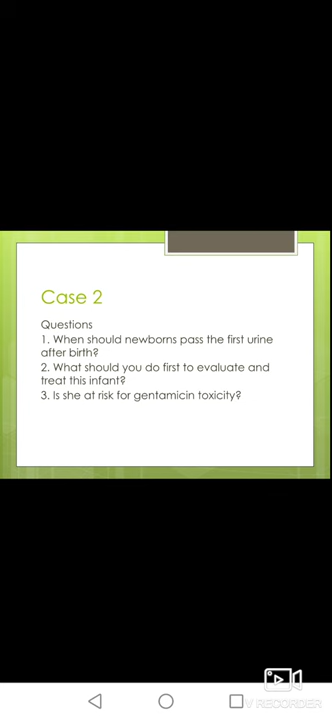 Case 2
Questions
1. When should newborns pass the first urine
after birth?
2. What should you do first to evaluate and
treat this infant?
3. Is she at risk for gentamicin toxicity?
V RECORDER